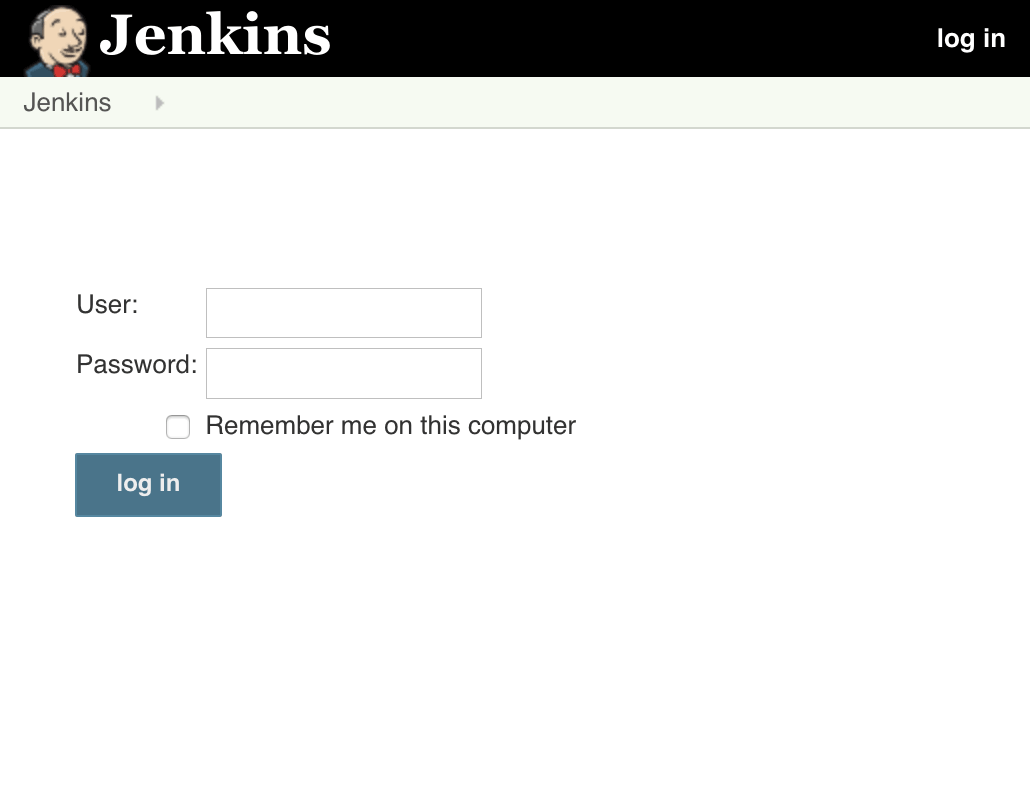 Jenkins
log in
Jenkins
User:
Password:
Remember me on this computer
log in